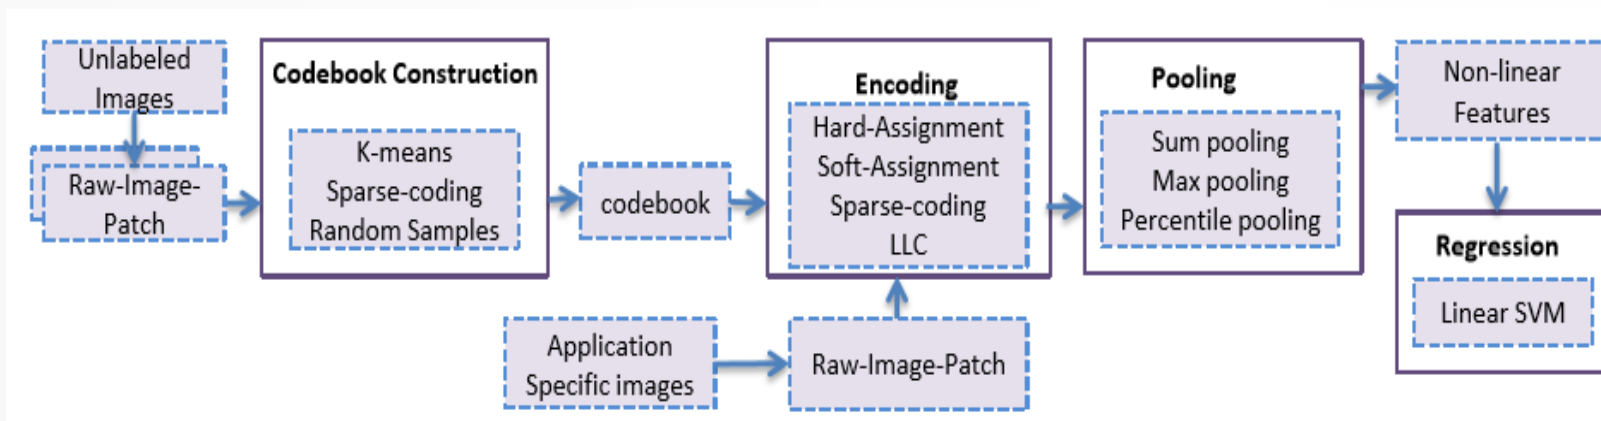 Unlabeled
Images
Raw-Image-
Patch
Codebook Construction
K-means
Sparse-coding
Random Samples
codebook
Encoding
Hard-Assignment
Soft-Assignment
Sparse-coding
LLC
Application
Specific images
Raw-Image-Patch
Pooling
Sum pooling
Max pooling
Percentile pooling
Non-linear
Features
Regression
Linear SVM